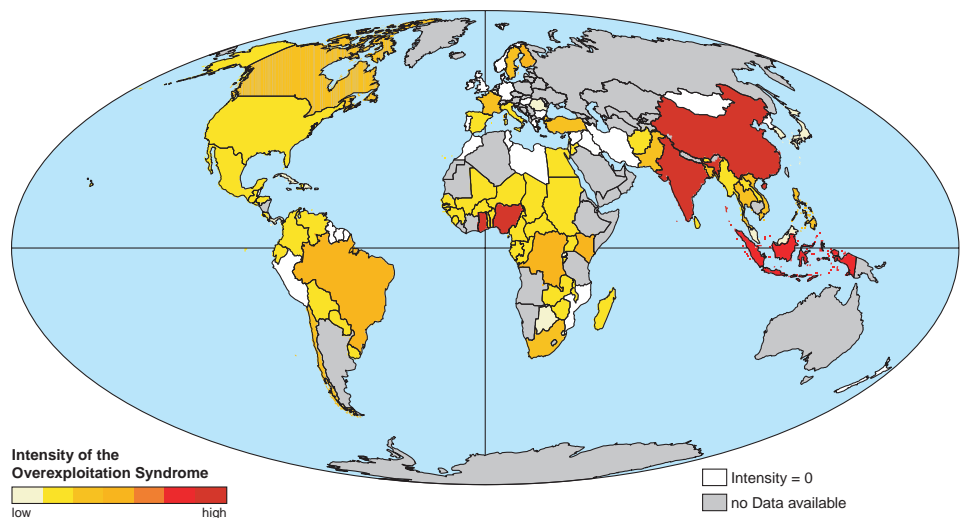 Intensity of the
Overexploitation Syndrome
low
high
Intensity = 0
no Data available